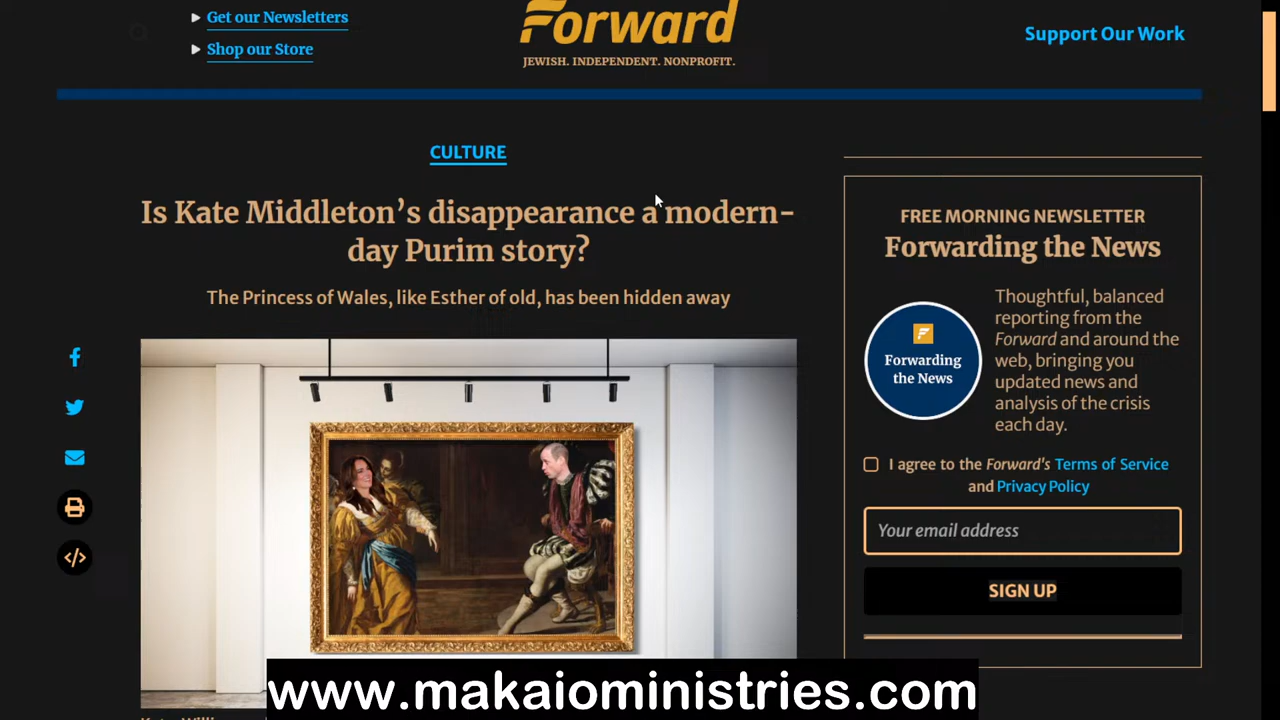 Get our Newsletters
Shop our Store
Forward
JEWISH. INDEPENDENT. NONPROFIT.
Support Our Work
CULTURE
Is Kate Middleton’s disappearance a modern-
day Purim story?
The Princess of Wales, like Esther of old, has been hidden away
FREE MORNING NEWSLETTER
Forwarding the News
Forwarding
the News
Thoughtful, balanced
reporting from the
Forward and around the
web, bringing you
updated news and
analysis of the crisis
each day.
I agree to the Forward's Terms of Service
and Privacy Policy
Your email address
SIGN UP
www.makaiominstries.com